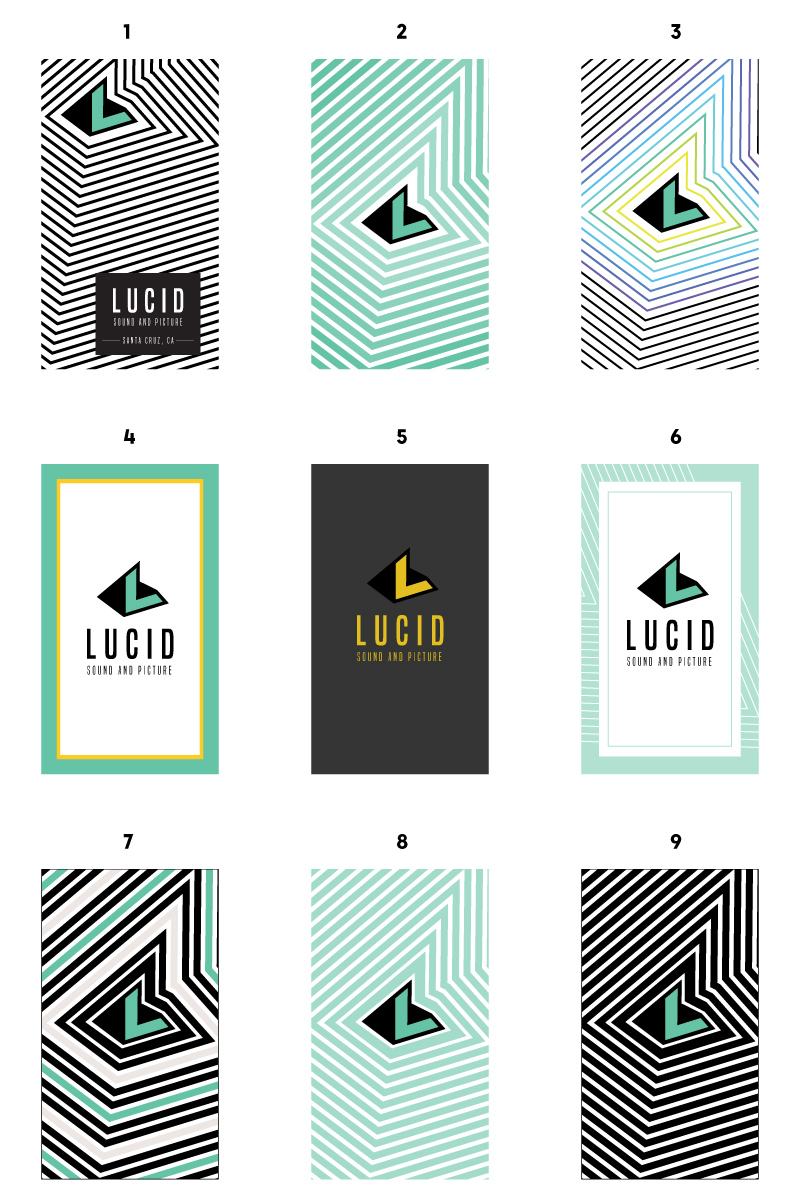 1
2
3
LUCID
SOUND AND PICTURE
SANTA CRUZ, CA
4
5
6
LUCID
SOUND AND PICTURE
LUCID
SOUND AND PICTURE
LUCID
SOUND AND PICTURE
7
8
9